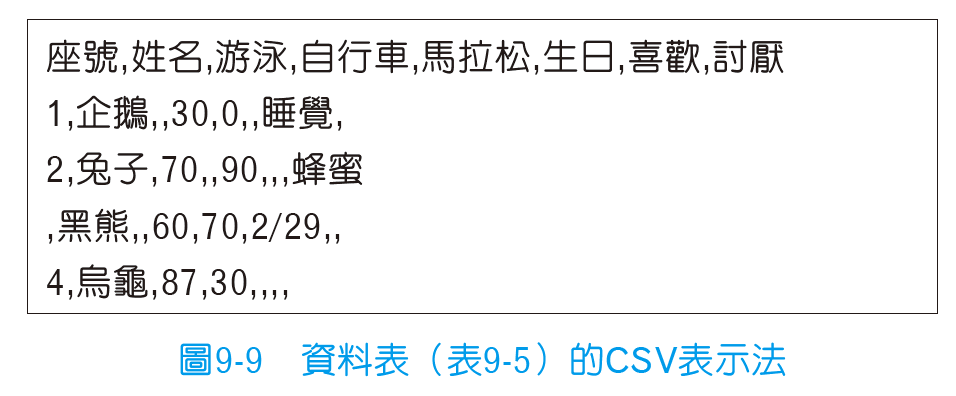 座號,姓名,游泳,自行車,馬拉松,生日,喜歡,討厭
1,企鵝,,30,0,,睡覺,
2,兔子,70,,90,,,蜂蜜
,黑熊,,60,70,2/29,,
4,烏龜,87,30,,,,
圖9-9　資料表（表9-5）的CSV表示法